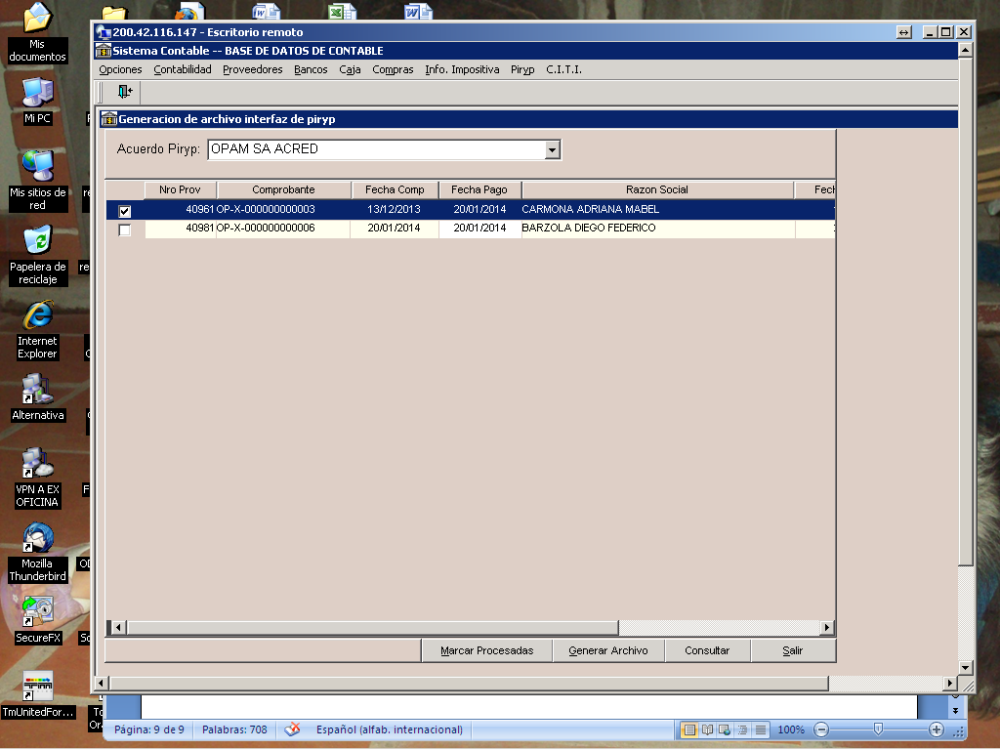 200.42.116.147 - Escritorio remoto
Sistema Contable -- BASE DE DATOS DE CONTABLE
Opciones Contabilidad Proveedores Bancos Caja Compras Info. Impositiva Piryp C.I.T.I.
Generacion de archivo interfaz de piryp
Acuerdo Piryp: OPAM SA ACRED
Nro Prov Comprobante Fecha Comp Fecha Pago Razon Social Fech
40961 OP-X-000000000003 13/12/2013 20/01/2014 CARMONA ADRIANA MABEL
40981 OP-X-000000000006 20/01/2014 20/01/2014 BARZOLA DIEGO FEDERICO
Marcar Procesadas Generar Archivo Consultar Salir
Página: 9 de 9 Palabras: 708 Español (alfab. internacional) 100%
Mis
documentos
Mi PC
Mis sitios de
red
Papelera de
reciclaje
Internet
Explorer
Alternativa
VPN A EX
OFICINA
Mozilla
Thunderbird
SecureFX
TmUnitedFor...